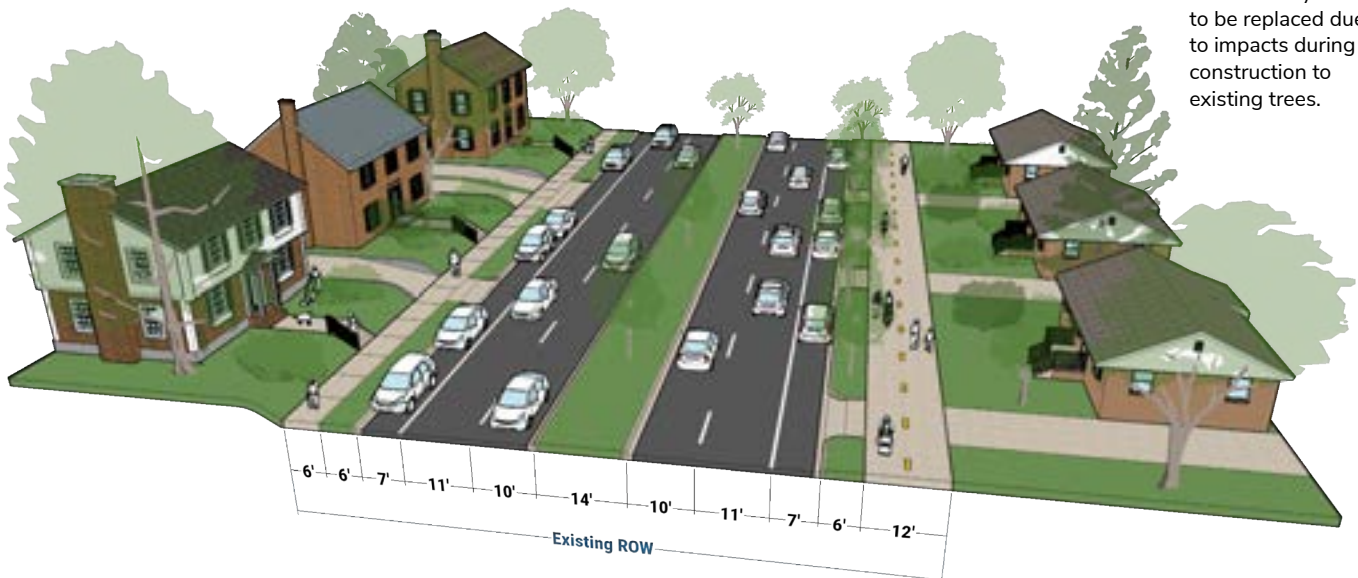 to be replaced due
to impacts during
construction to
existing trees.
6' 6' 7' 11' 10' 14' 10' 11' 7' 6' 12'
Existing ROW